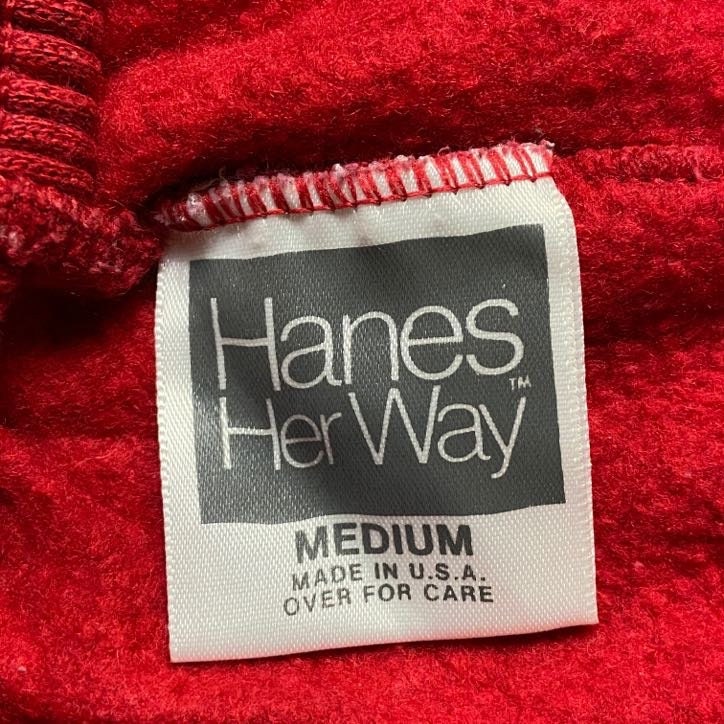 Hanes
Her Way™
MEDIUM
MADE IN U.S.A.
OVER FOR CARE